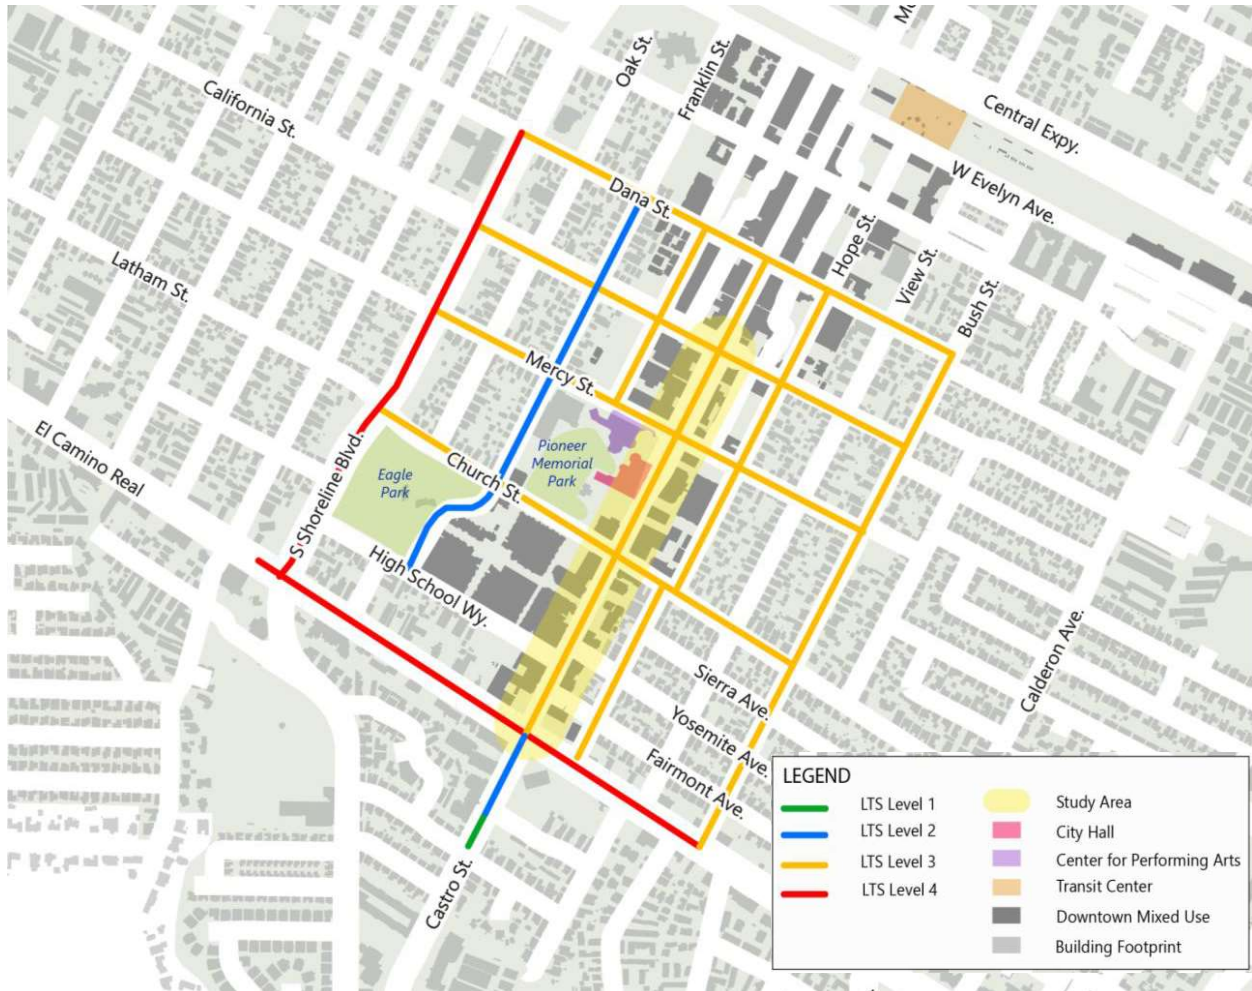 Oak St.
Franklin St.
California St.
Central Expy.
W Evelyn Ave.
Dana St.
Hope St.
View St.
Bush St.
Latham St.
Mercy St.
El Camino Real
S Shoreline Blvd.
Church St.
Eagle
Park
Pioneer
Memorial
Park
High School Wy.
Sierra Ave.
Yosemite Ave.
Fairmont Ave.
Calderon Ave.
Castro St.
LEGEND
LTS Level 1
LTS Level 2
LTS Level 3
LTS Level 4
Study Area
City Hall
Center for Performing Arts
Transit Center
Downtown Mixed Use
Building Footprint